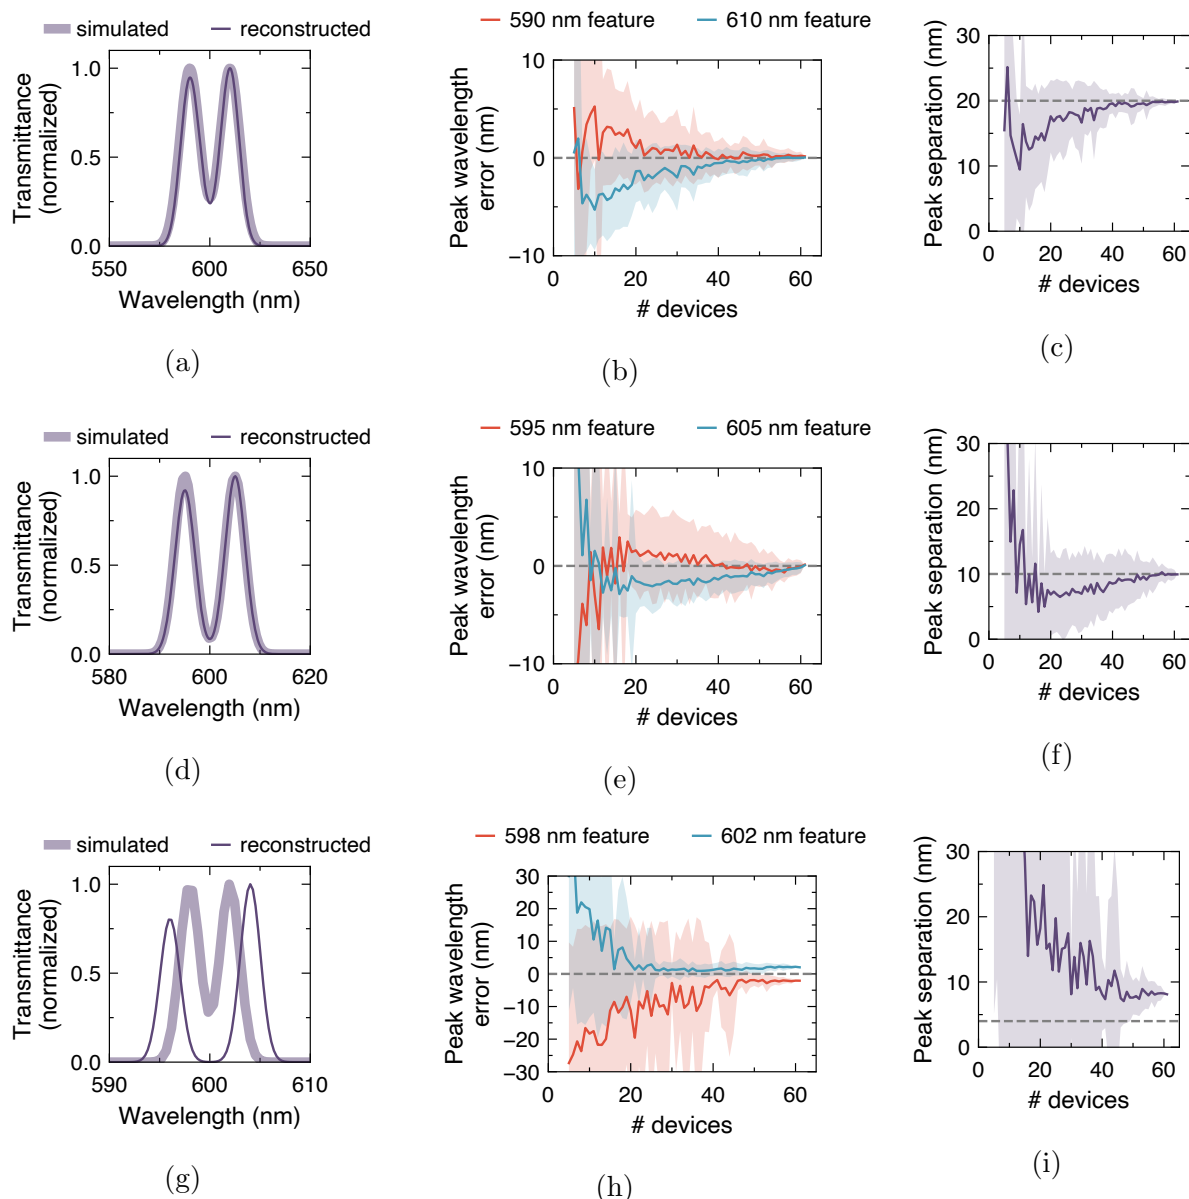 simulated reconstructed
1.0
0.5
0.0
550 600 650
Transmittance
(normalized)
Wavelength (nm)
(a)
590 nm feature 610 nm feature
10
0
−10
0 20 40 60
Peak wavelength
error (nm)
# devices
(b)
30
20
10
0
0 20 40 60
Peak separation (nm)
# devices
(c)
simulated reconstructed
1.0
0.5
0.0
580 600 620
Transmittance
(normalized)
Wavelength (nm)
(d)
595 nm feature 605 nm feature
10
0
−10
0 20 40 60
Peak wavelength
error (nm)
# devices
(e)
30
20
10
0
0 20 40 60
Peak separation (nm)
# devices
(f)
simulated reconstructed
1.0
0.5
0.0
590 600 610
Transmittance
(normalized)
Wavelength (nm)
(g)
598 nm feature 602 nm feature
30
20
10
0
−10
−20
−30
0 20 40 60
Peak wavelength
error (nm)
# devices
(h)
30
20
10
0
0 20 40 60
Peak separation (nm)
# devices
(i)